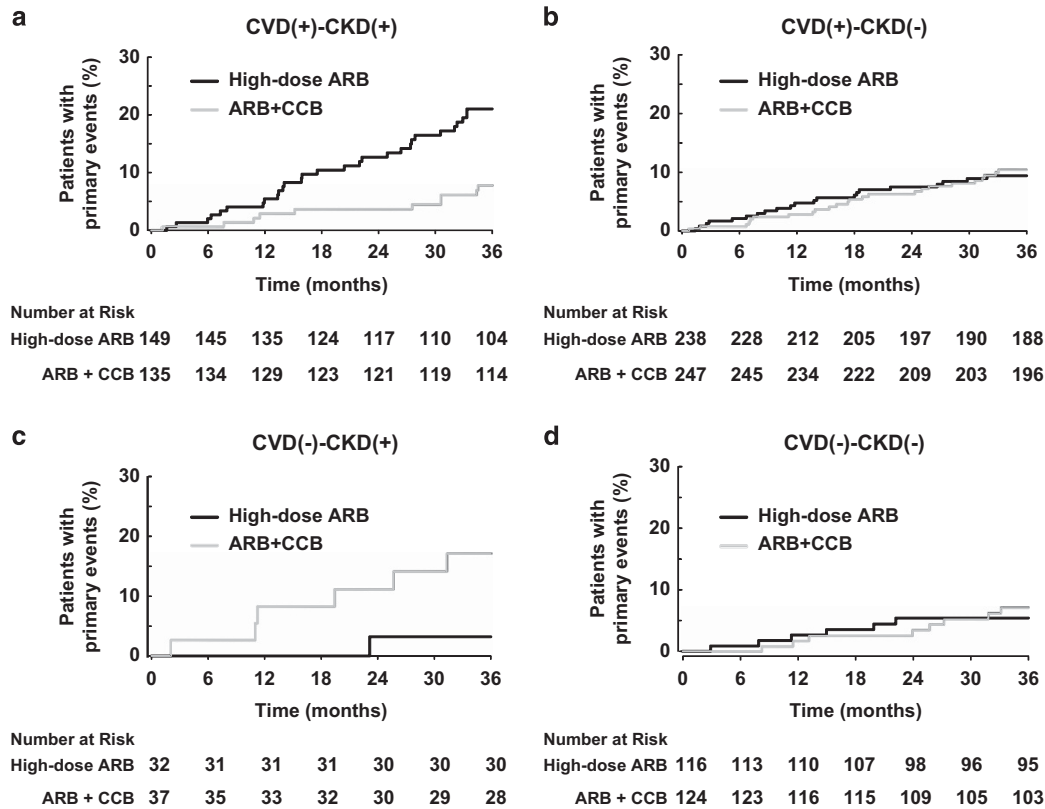 a
CVD(+)-CKD(+)
Patients with
primary events (%)
30
20
10
0
High-dose ARB
ARB+CCB
0 6 12 18 24 30 36
Time (months)
Number at Risk
High-dose ARB 149 145 135 124 117 110 104
ARB + CCB 135 134 129 123 121 119 114
b
CVD(+)-CKD(-)
Patients with
primary events (%)
30
20
10
0
High-dose ARB
ARB+CCB
0 6 12 18 24 30 36
Time (months)
Number at Risk
High-dose ARB 238 228 212 205 197 190 188
ARB + CCB 247 245 234 222 209 203 196
c
CVD(-)-CKD(+)
Patients with
primary events (%)
30
20
10
0
High-dose ARB
ARB+CCB
0 6 12 18 24 30 36
Time (months)
Number at Risk
High-dose ARB 32 31 31 31 30 30 30
ARB + CCB 37 35 33 32 30 29 28
d
CVD(-)-CKD(-)
Patients with
primary events (%)
30
20
10
0
High-dose ARB
ARB+CCB
0 6 12 18 24 30 36
Time (months)
Number at Risk
High-dose ARB 116 113 110 107 98 96 95
ARB + CCB 124 123 116 115 109 105 103